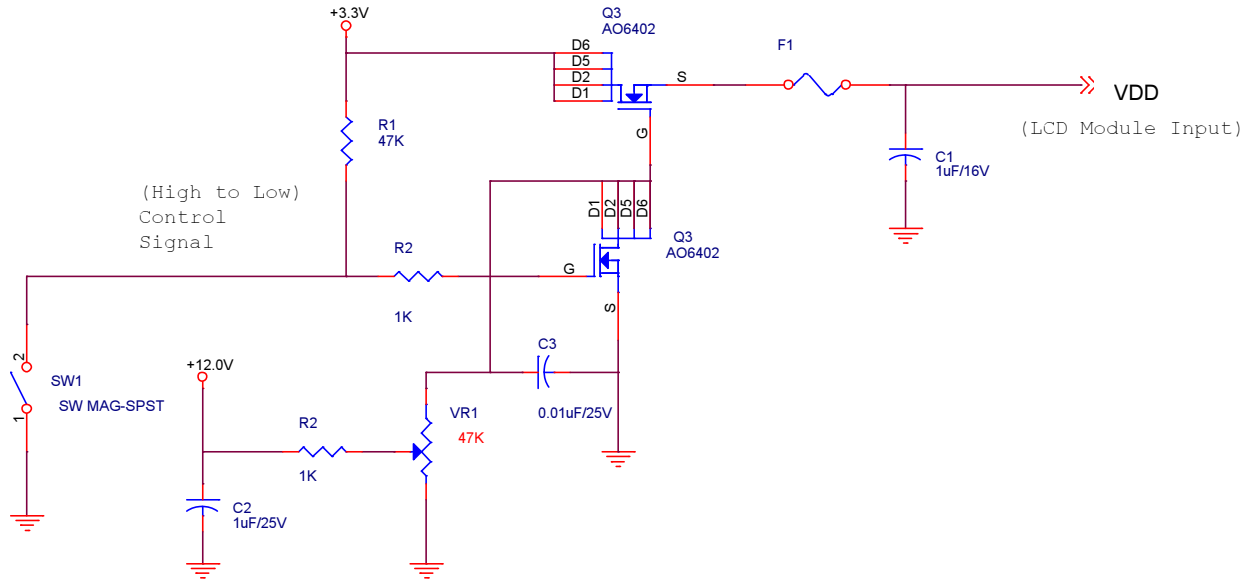 +3.3V
Q3
AO6402
F1
D6
D5
D2
D1
S
G
VDD
(LCD Module Input)
R1
47K
C1
1uF/16V
(High to Low)
Control
Signal
D1
D2
D5
D6
Q3
AO6402
R2
1K
G
S
2
1
SW1
SW MAG-SPST
+12.0V
C3
0.01uF/25V
VR1
47K
R2
1K
C2
1uF/25V